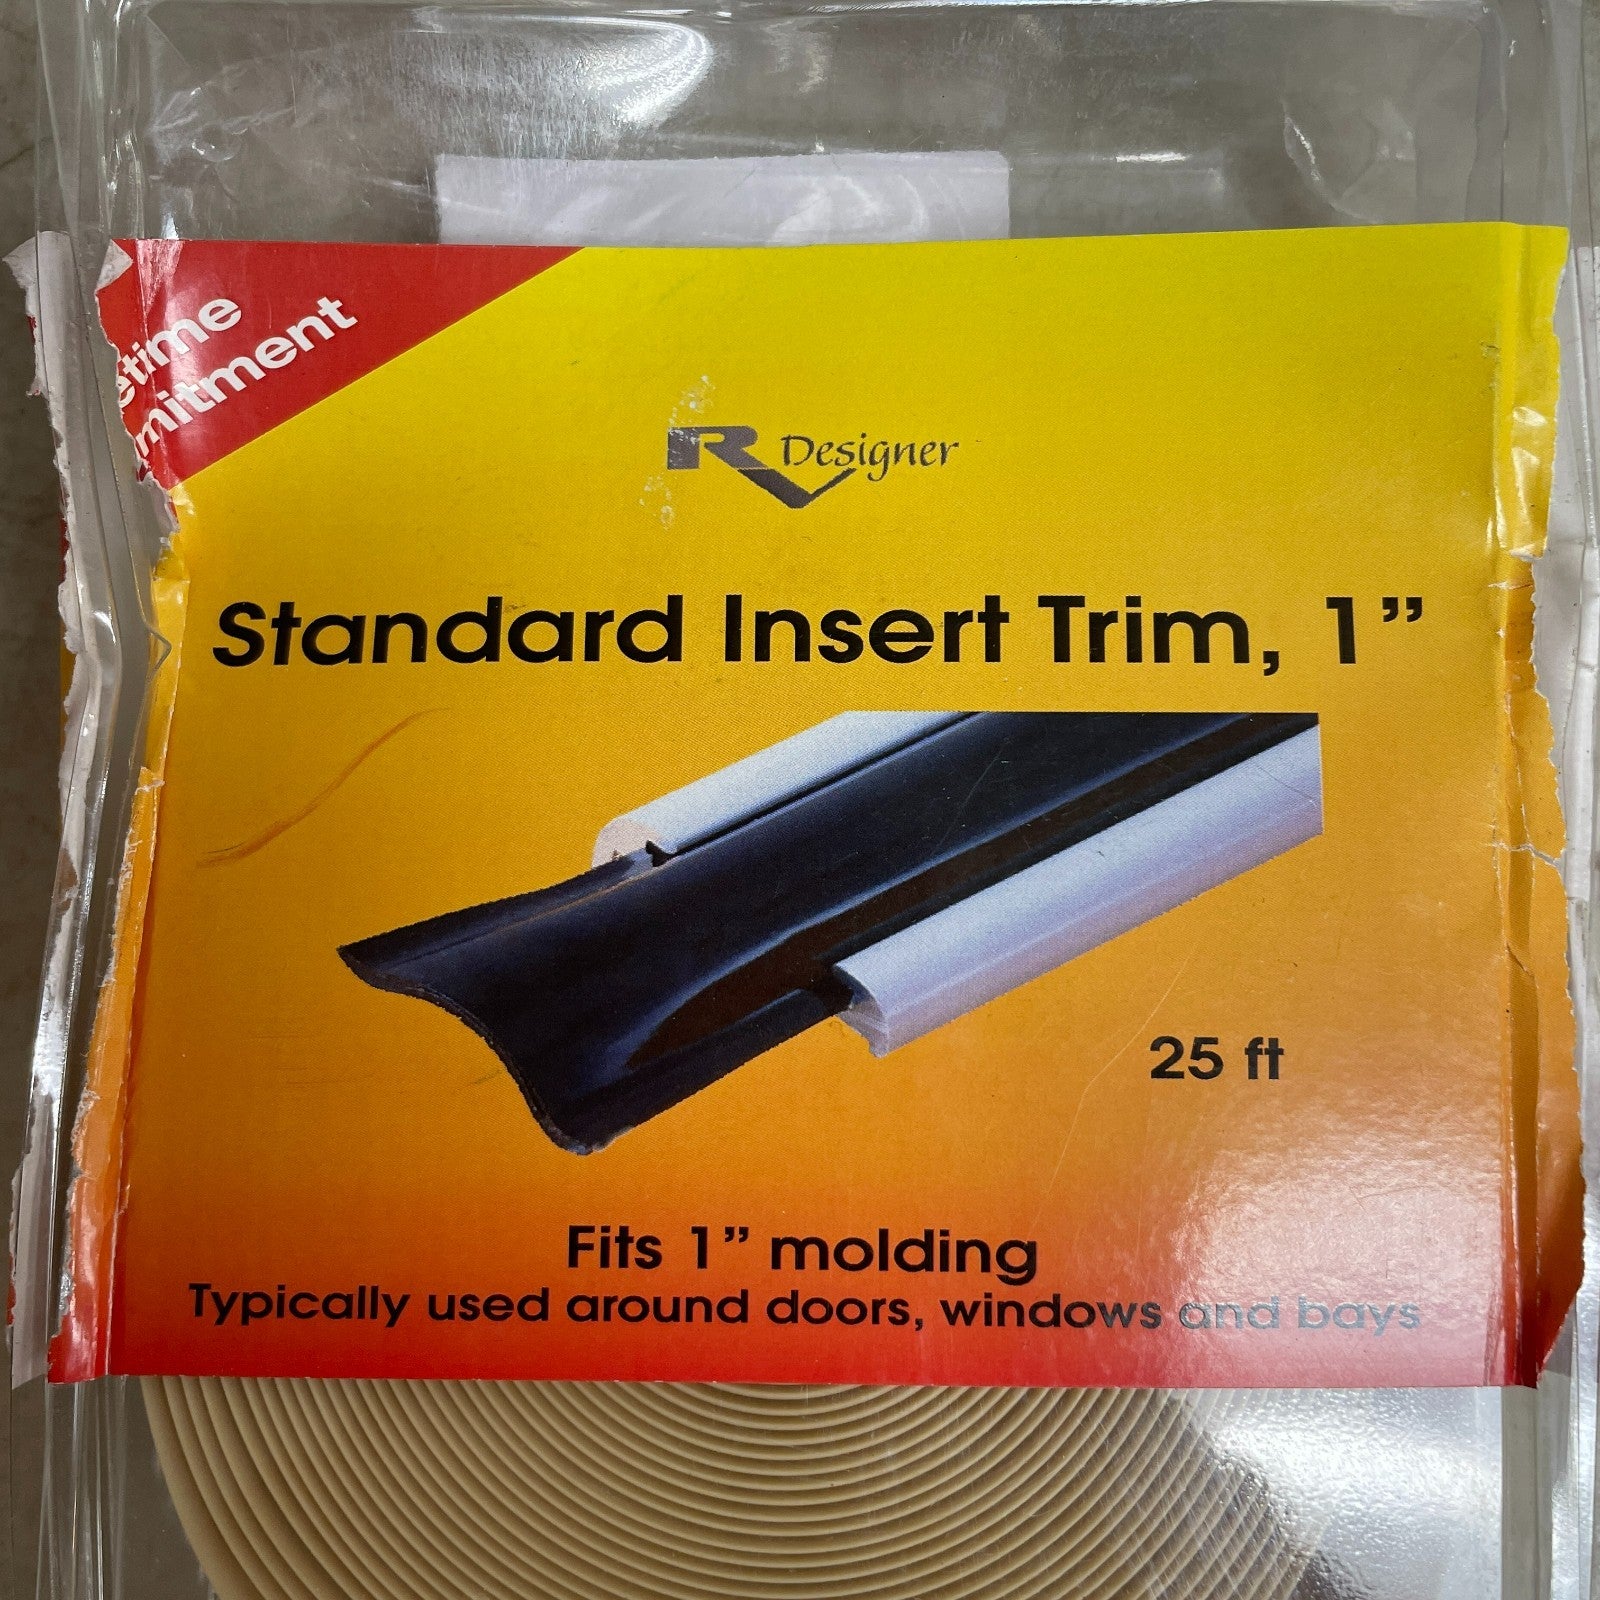 etime
mitment
RV Designer
Standard Insert Trim, 1”
25 ft
Fits 1” molding
Typically used around doors, windows and bays